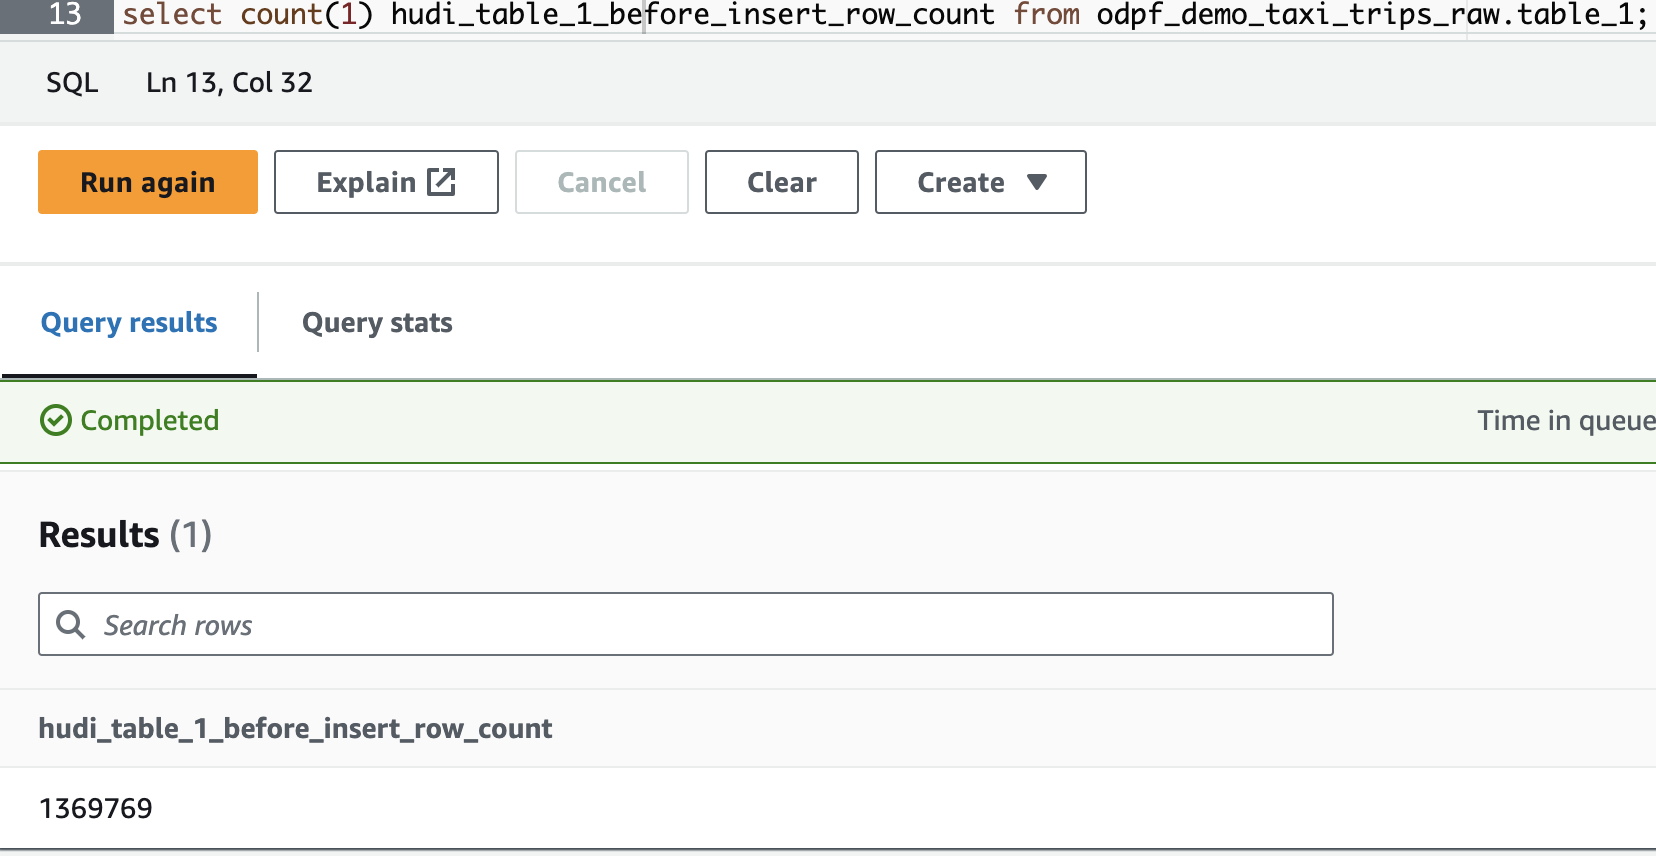 13 select count(1) hudi_table_1_before_insert_row_count from odpf_demo_taxi_trips_raw.table_1;
SQL Ln 13, Col 32
Run again Explain Cancel Clear Create
Query results Query stats
Completed Time in queue
Results (1)
Search rows
hudi_table_1_before_insert_row_count
1369769